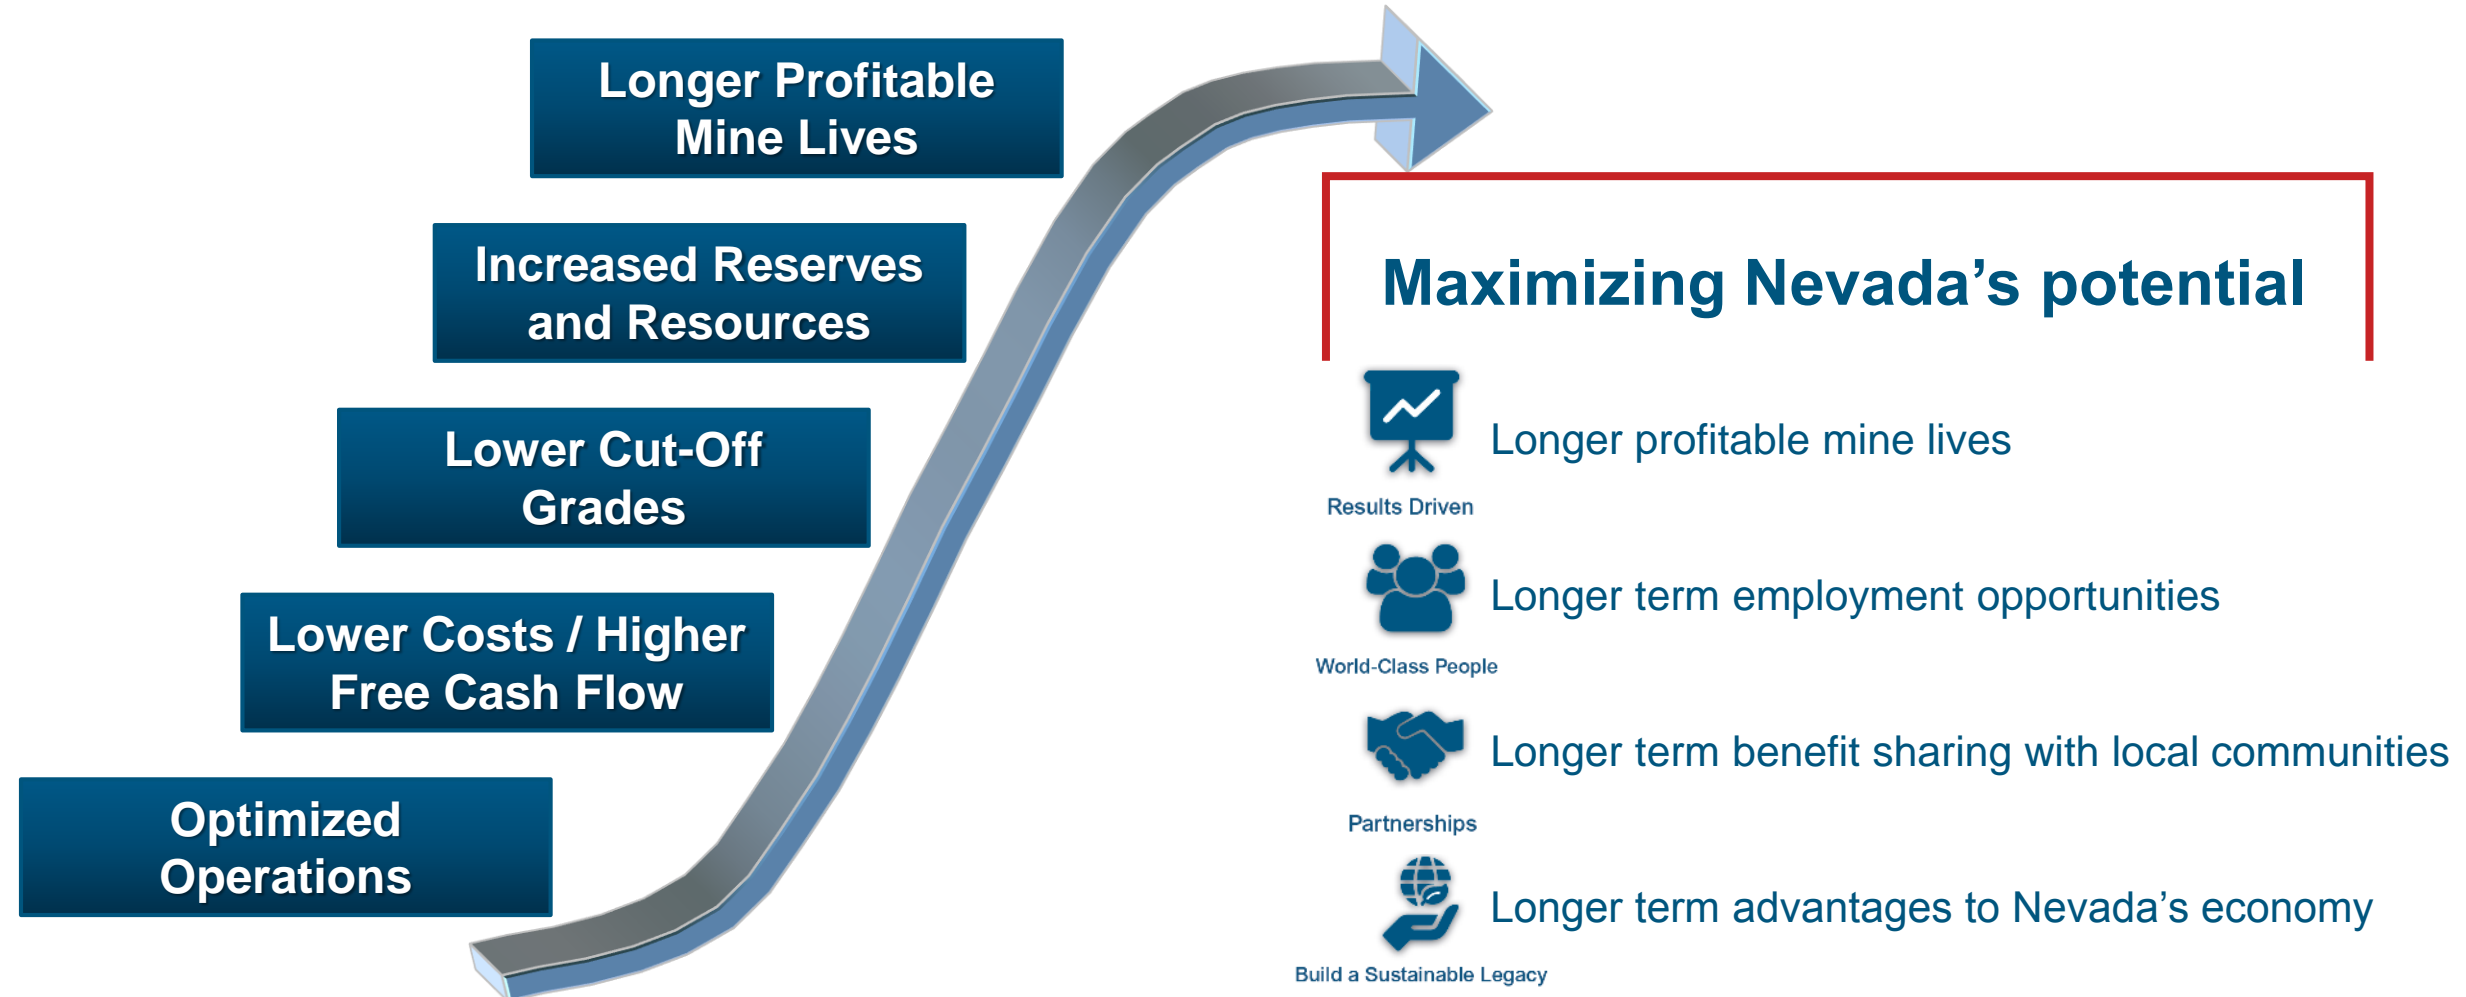 Longer Profitable
Mine Lives
Increased Reserves
and Resources
Lower Cut-Off
Grades
Lower Costs / Higher
Free Cash Flow
Optimized
Operations
Maximizing Nevada’s potential
Longer profitable mine lives
Results Driven
Longer term employment opportunities
World-Class People
Longer term benefit sharing with local communities
Partnerships
Longer term advantages to Nevada’s economy
Build a Sustainable Legacy